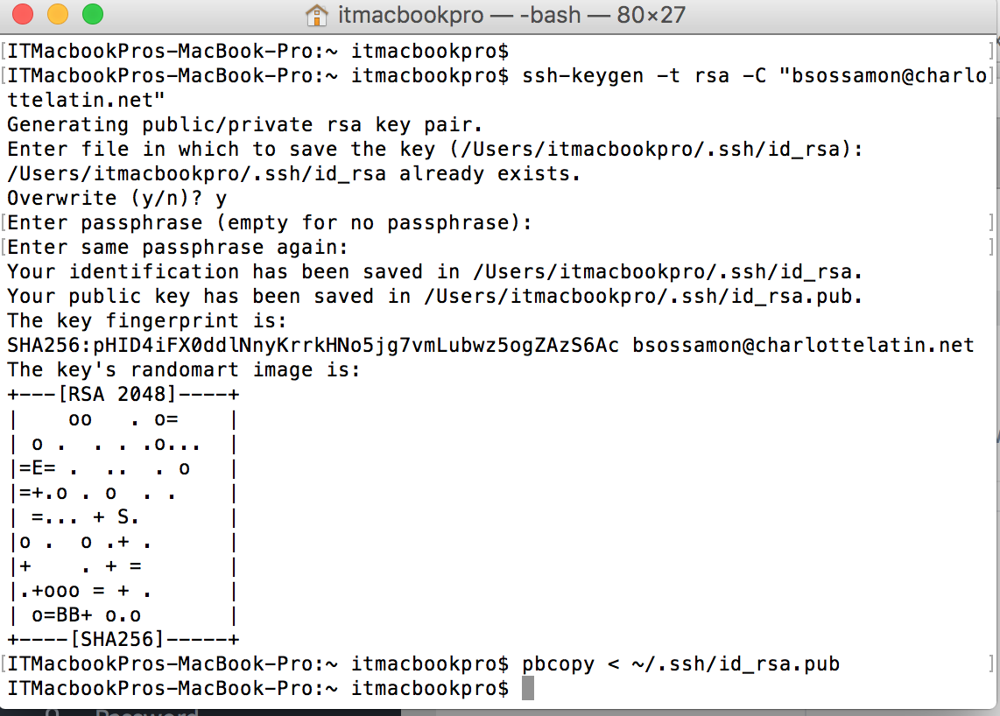 itmacbookpro — -bash — 80×27
ITMacbookPros-MacBook-Pro:~ itmacbookpro$
ITMacbookPros-MacBook-Pro:~ itmacbookpro$ ssh-keygen -t rsa -C "bsossamon@charlo
ttelatin.net"
Generating public/private rsa key pair.
Enter file in which to save the key (/Users/itmacbookpro/.ssh/id_rsa):
/Users/itmacbookpro/.ssh/id_rsa already exists.
Overwrite (y/n)? y
Enter passphrase (empty for no passphrase):
Enter same passphrase again:
Your identification has been saved in /Users/itmacbookpro/.ssh/id_rsa.
Your public key has been saved in /Users/itmacbookpro/.ssh/id_rsa.pub.
The key fingerprint is:
SHA256:pHID4iFX0ddlNnyKrrkHNo5jg7vmLubwz5ogZAzS6Ac bsossamon@charlottelatin.net
The key's randomart image is:
+---[RSA 2048]----+
|    oo   . o=    |
| o .  . . .o...  |
|=E= .  ..  . o   |
|=+.o . o  . .    |
| =... + S.       |
|o .  o .+ .      |
|+    . + =       |
|.+ooo = + .      |
| o=BB+ o.o       |
+----[SHA256]-----+
ITMacbookPros-MacBook-Pro:~ itmacbookpro$ pbcopy < ~/.ssh/id_rsa.pub
ITMacbookPros-MacBook-Pro:~ itmacbookpro$
Password